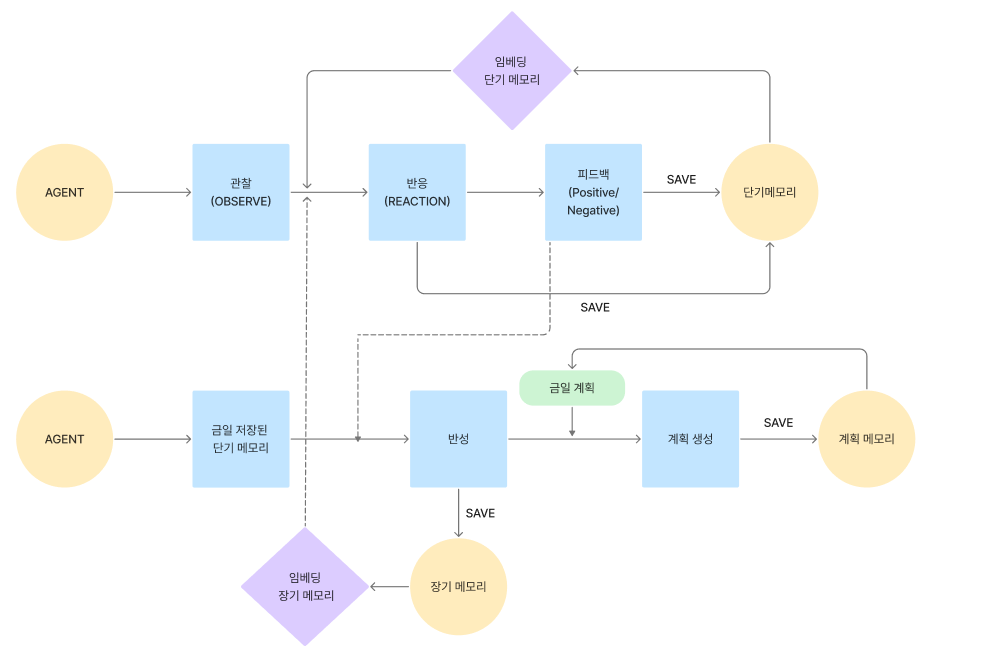 임베딩
단기 메모리
AGENT
관찰
(OBSERVE)
반응
(REACTION)
피드백
(Positive/
Negative)
SAVE
단기메모리
SAVE
금일 계획
AGENT
금일 저장된
단기 메모리
반성
계획 생성
SAVE
계획 메모리
SAVE
임베딩
장기 메모리
장기 메모리